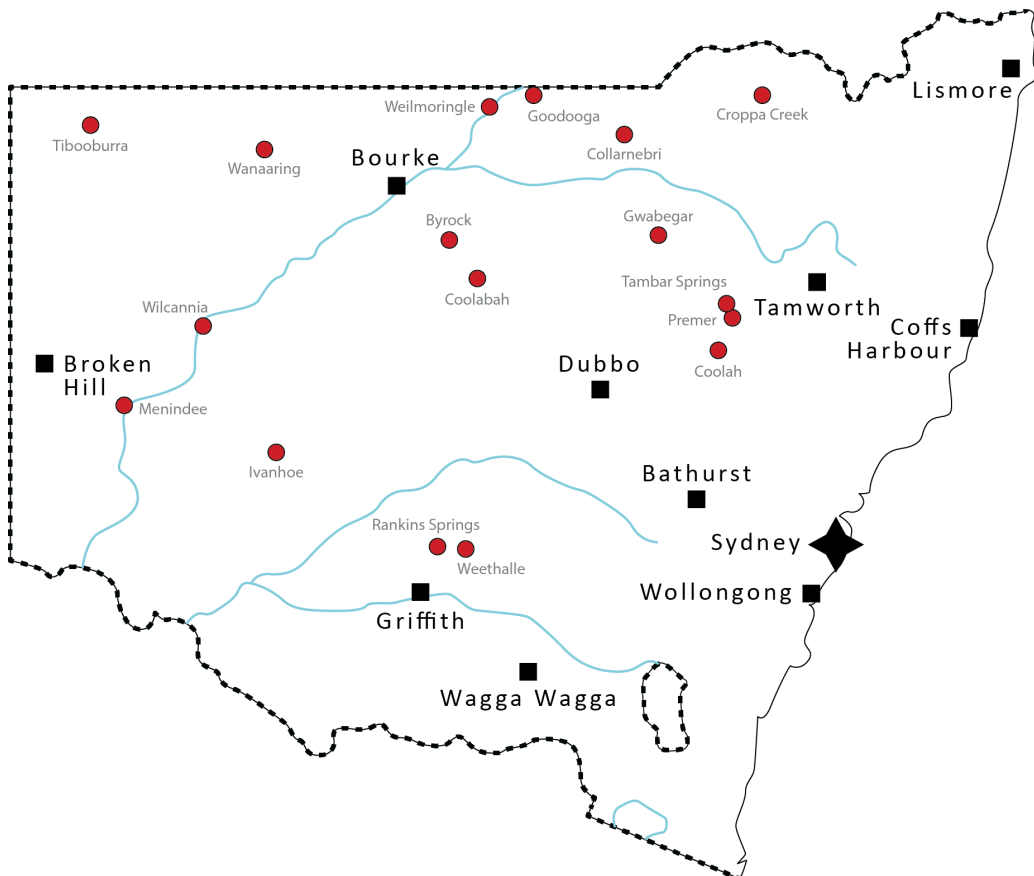 Lismore
Weilmoringle
Goodooga
Croppa Creek
Tibooburra
Wanaaring
Bourke
Collarnebri
Byrock
Gwabegar
Coolabah
Tambar Springs
Wilcannia
Premer
Tamworth
Coffs
Harbour
Broken
Hill
Dubbo
Coolah
Menindee
Ivanhoe
Bathurst
Rankins Springs
Sydney
Weethalle
Wollongong
Griffith
Wagga Wagga